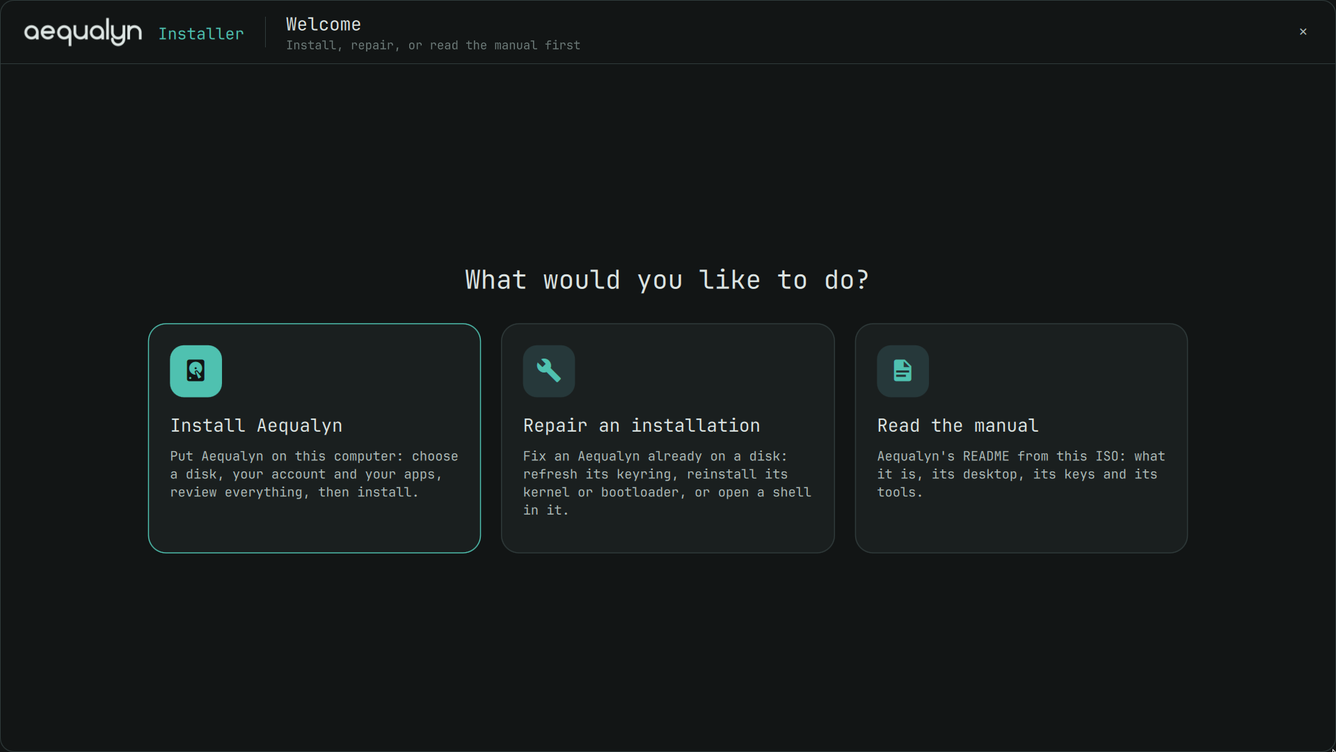 aequalyn Installer
Welcome
Install, repair, or read the manual first
×
What would you like to do?
Install Aequalyn
Put Aequalyn on this computer: choose
a disk, your account and your apps,
review everything, then install.
Repair an installation
Fix an Aequalyn already on a disk:
refresh its keyring, reinstall its
kernel or bootloader, or open a shell
in it.
Read the manual
Aequalyn's README from this ISO: what
it is, its desktop, its keys and its
tools.